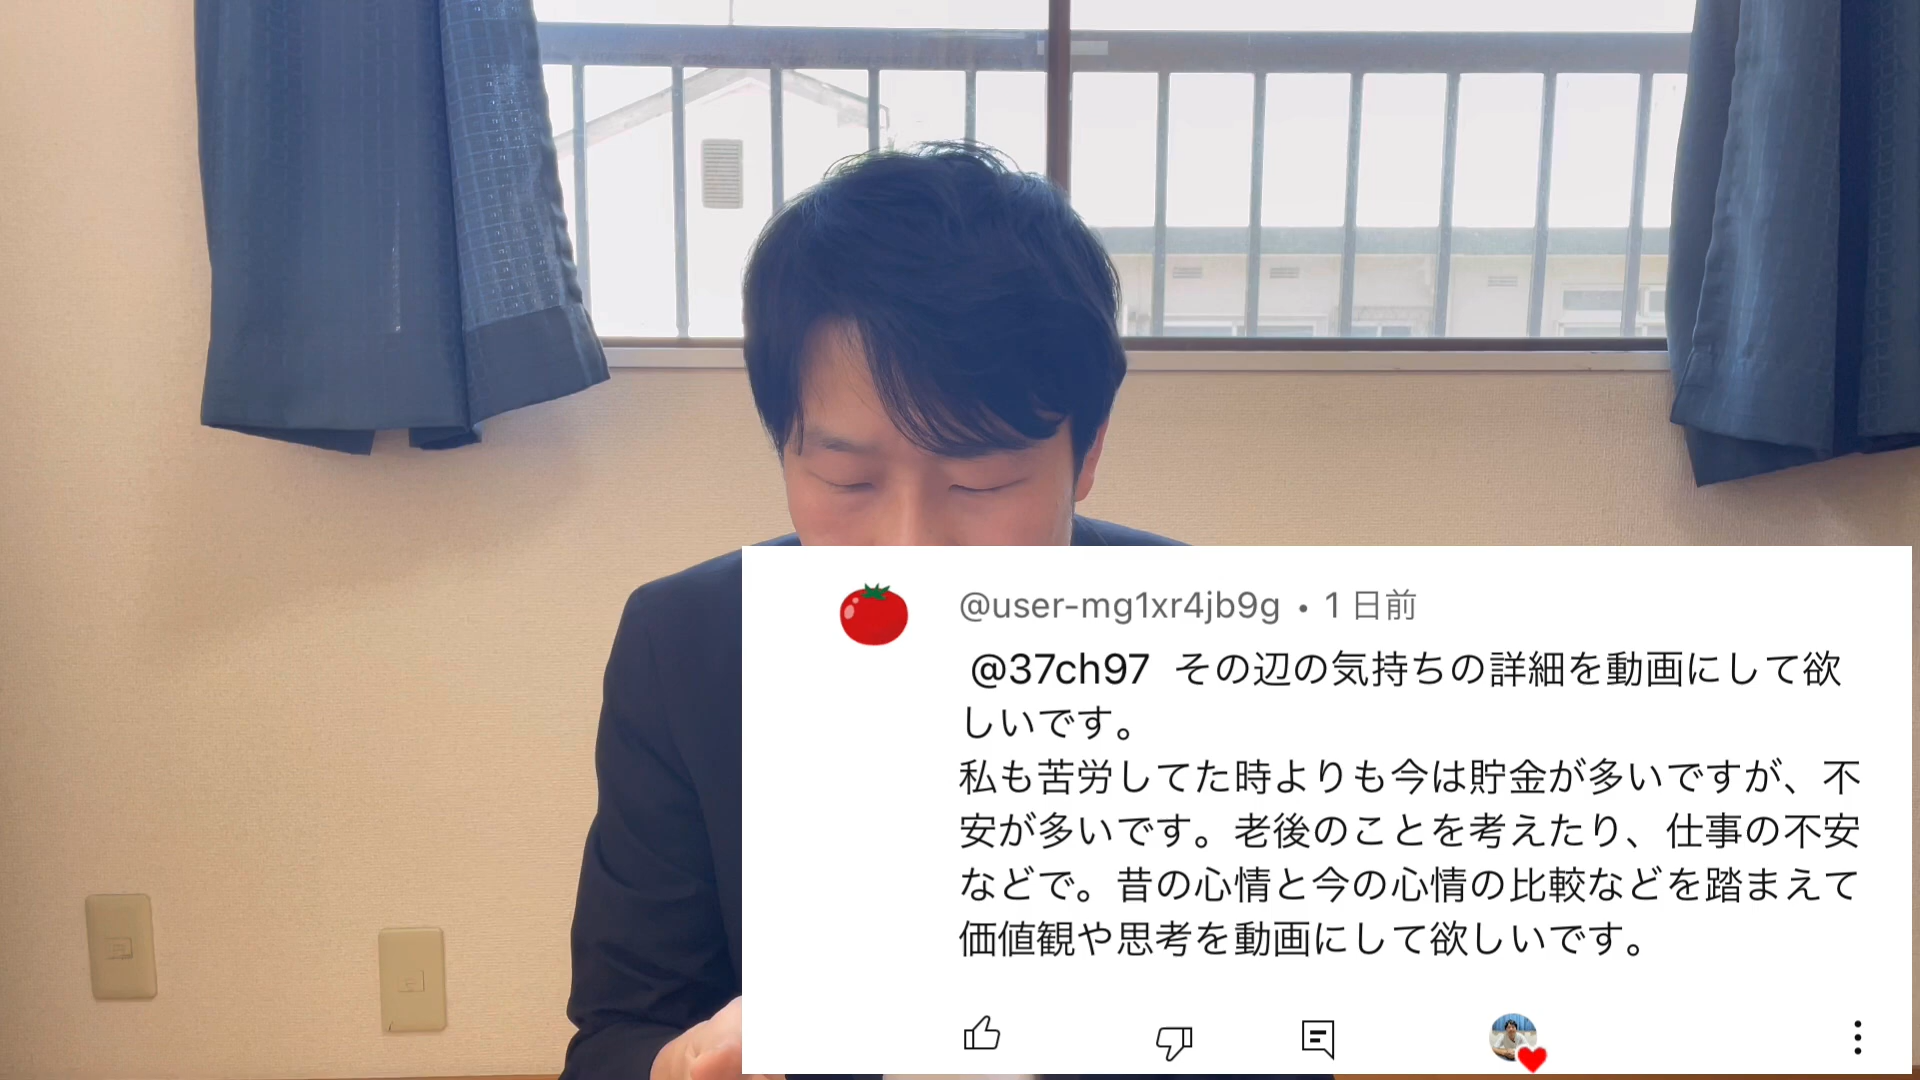 @user-mg1xr4jb9g・1 日前
@37ch97 その辺の気持ちの詳細を動画にして欲
しいです。
私も苦労してた時よりも今は貯金が多いですが、不
安が多いです。老後のことを考えたり、仕事の不安
などで。昔の心情と今の心情の比較などを踏まえて
価値観や思考を動画にして欲しいです。